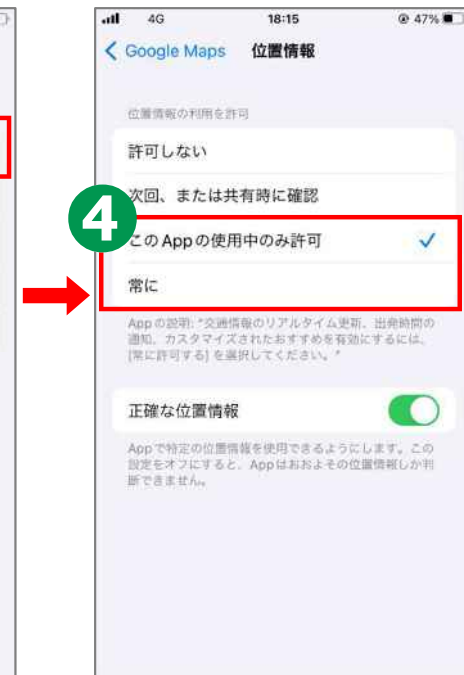 4G 18:15 47%
Google Maps 位置情報
位置情報の利用を許可
許可しない
次回、または共有時に確認
4
このAppの使用中のみ許可
常に
Appの説明: "交通情報のリアルタイム更新、出発時間の
通知、カスタマイズされたおすすめを有効にするには、
[常に許可する] を選択してください。"
正確な位置情報
Appで特定の位置情報を使用できるようにします。この
設定をオフにすると、Appはおおよその位置情報しか判
断できません。